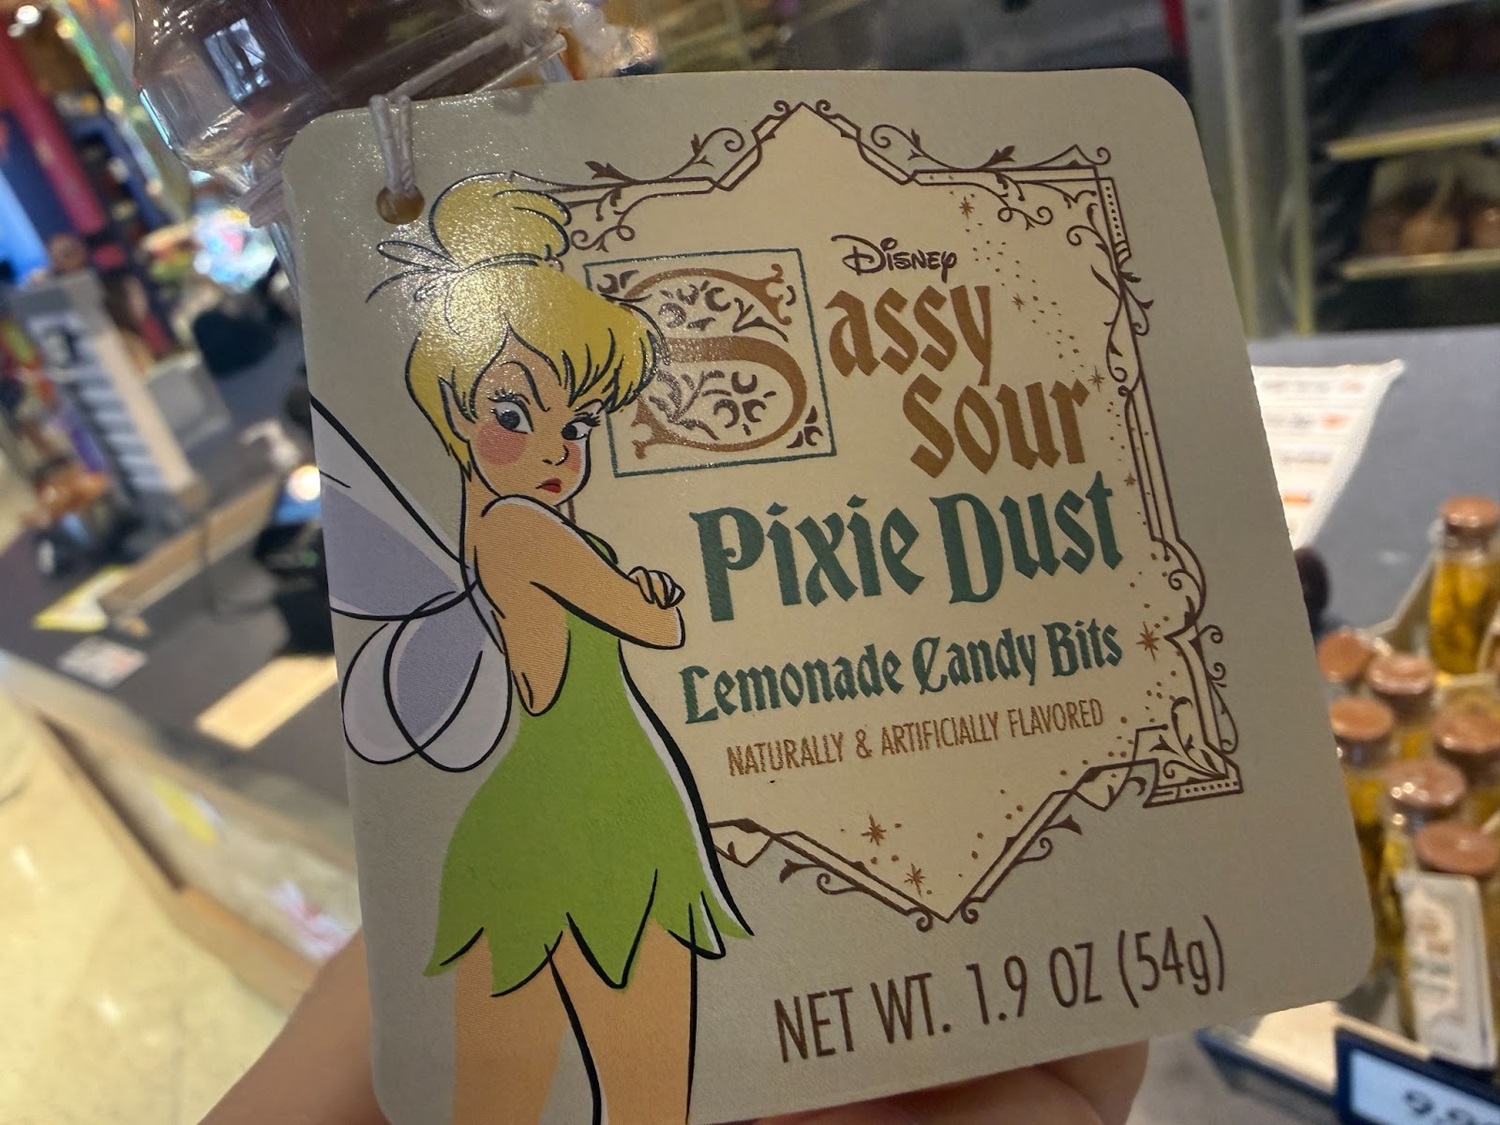 Disney
Sassy
Sour
Pixie Dust
Lemonade Candy Bits
NATURALLY & ARTIFICIALLY FLAVORED
NET WT. 1.9 OZ (54g)